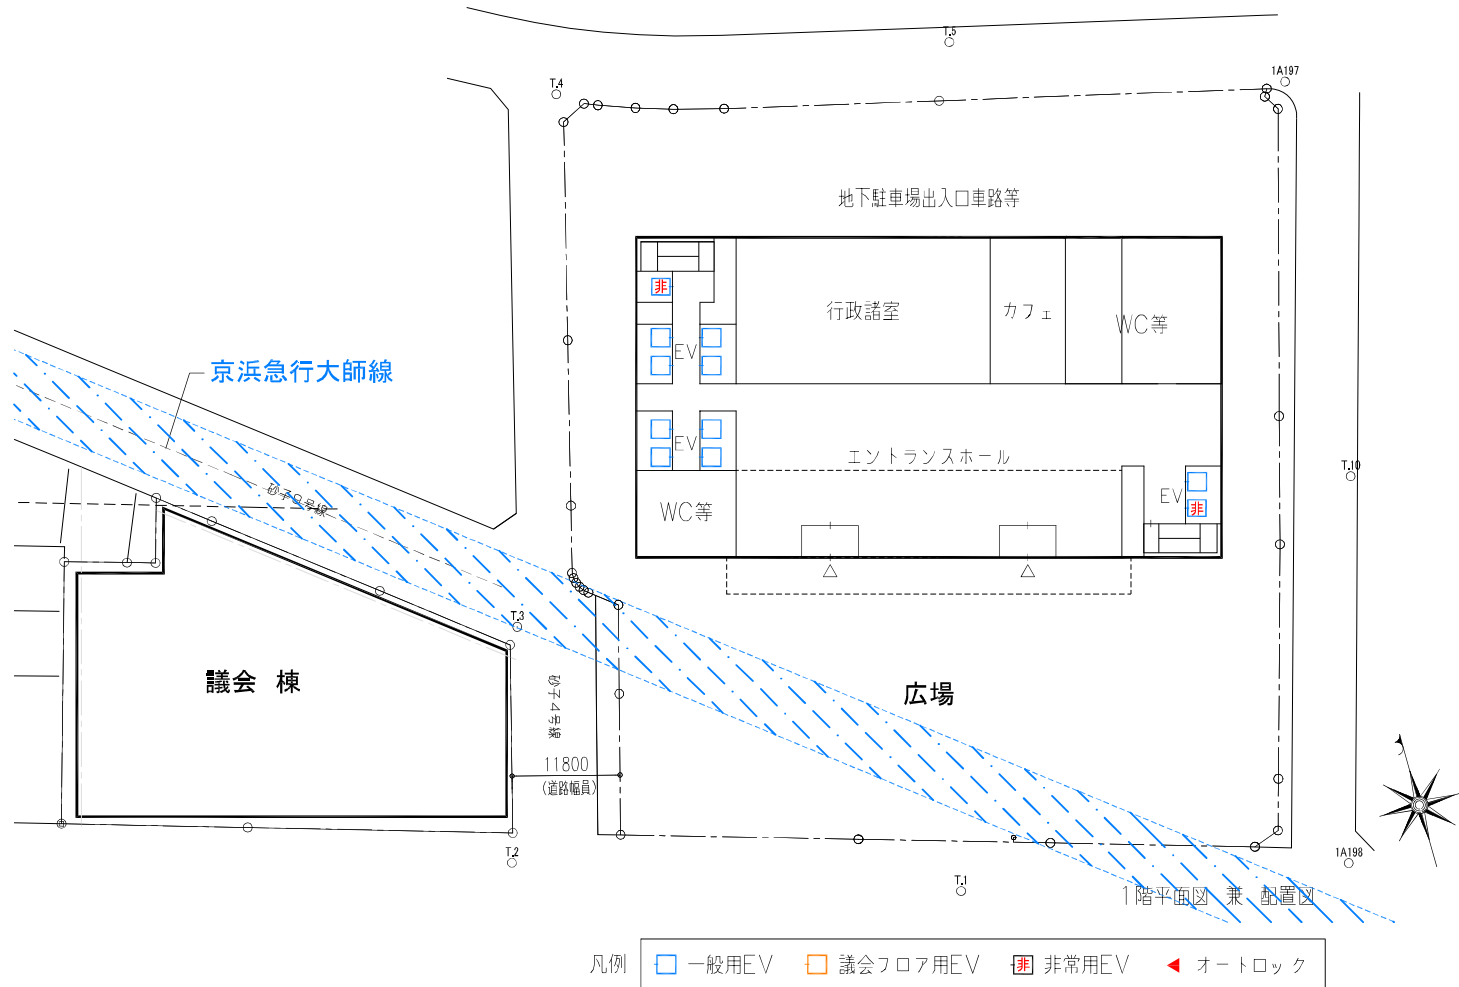 T.5
T.4
1A197
地下駐車場出入口車路等
非
行政諸室
カフェ
WC等
EV
京浜急行大師線
EV
エントランスホール
T.10
砂子2号線
WC等
EV
非
T.3
議会 棟
砂子4号線
広場
11800
(道路幅員)
T.2
T.1
1A198
1階平面図 兼 配置図
凡例 一般用EV 議会フロア用EV 非 非常用EV オートロック